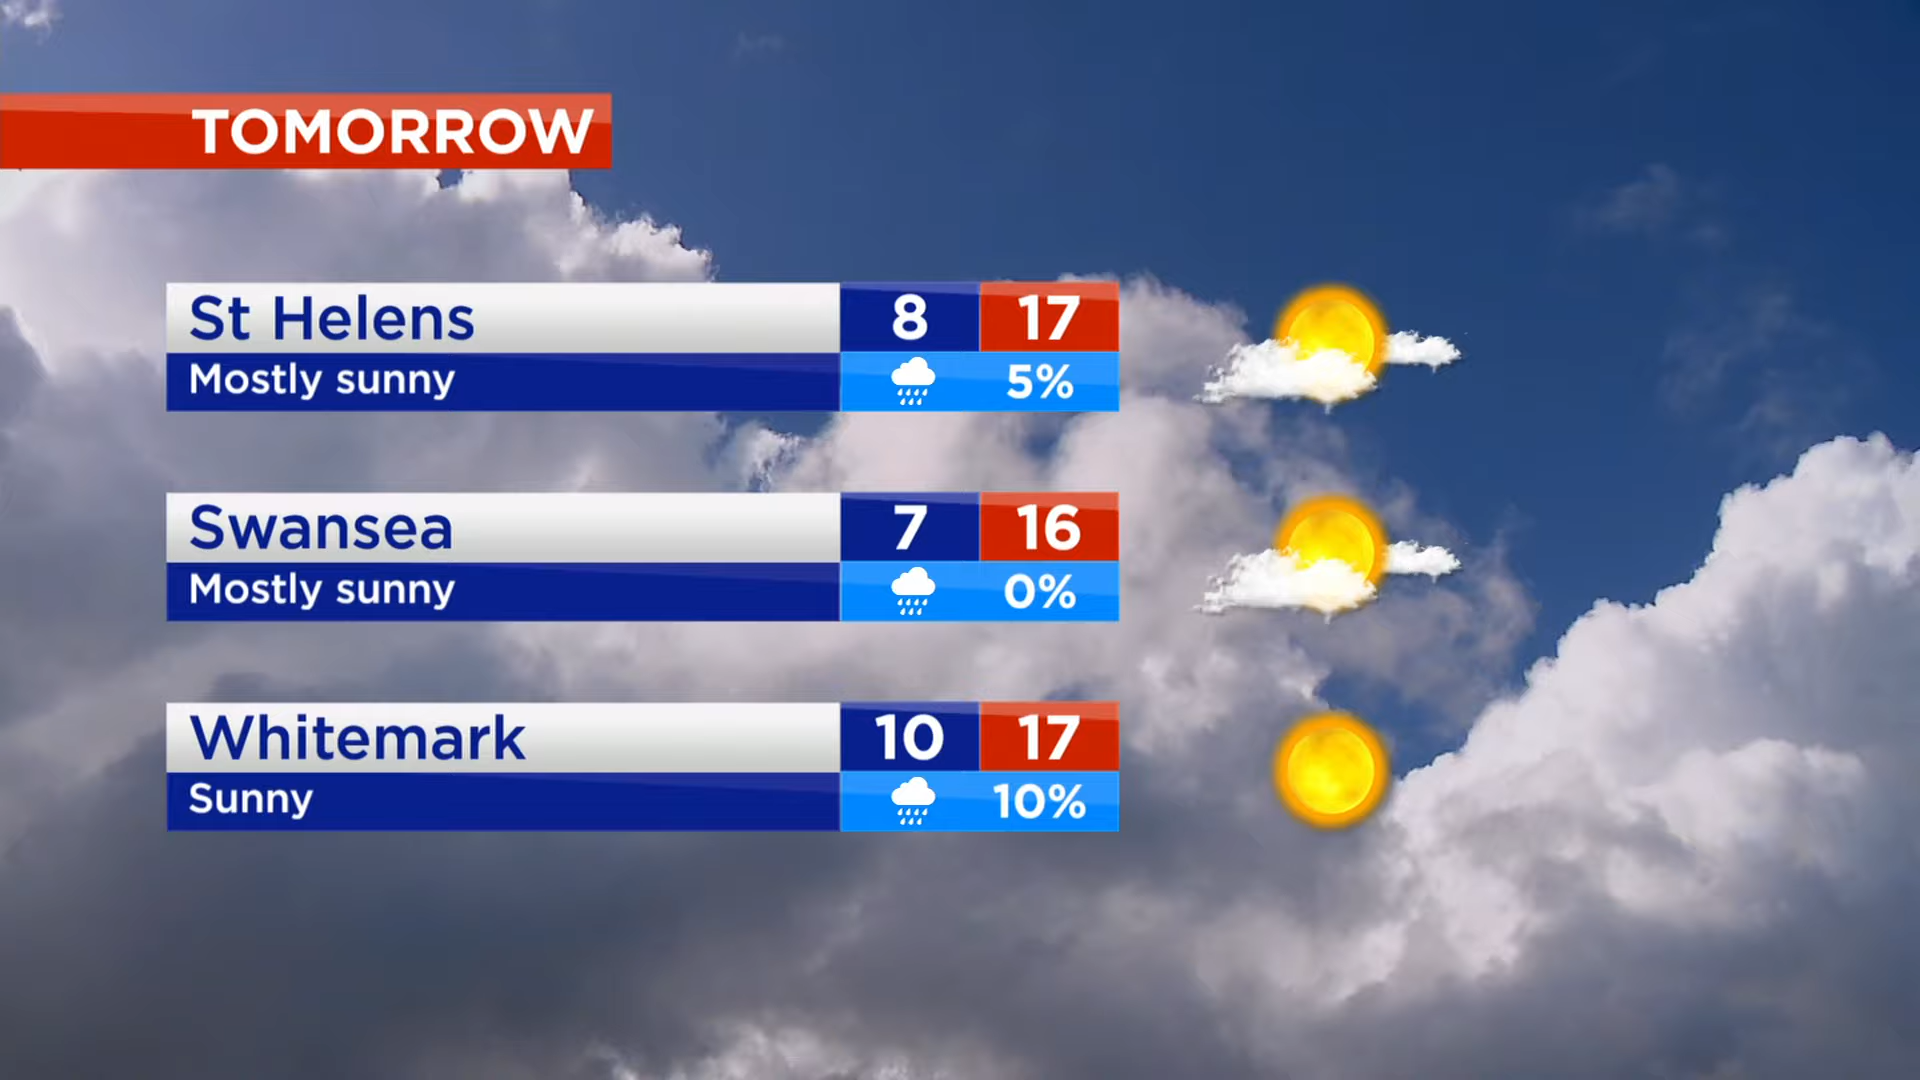 TOMORROW
St Helens 8 17
Mostly sunny 5%
Swansea 7 16
Mostly sunny 0%
Whitemark 10 17
Sunny 10%